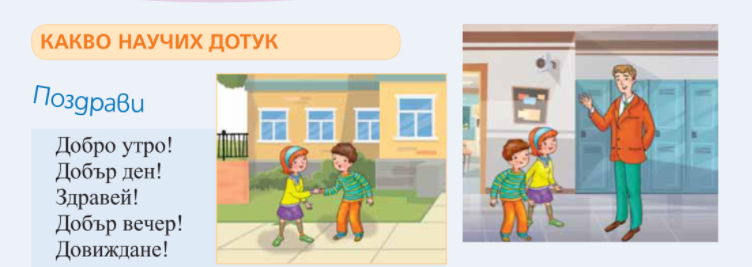 КАКВО НАУЧИХ ДОТУК
Поздрави
Добро утро!
Добър ден!
Здравей!
Добър вечер!
Довиждане!